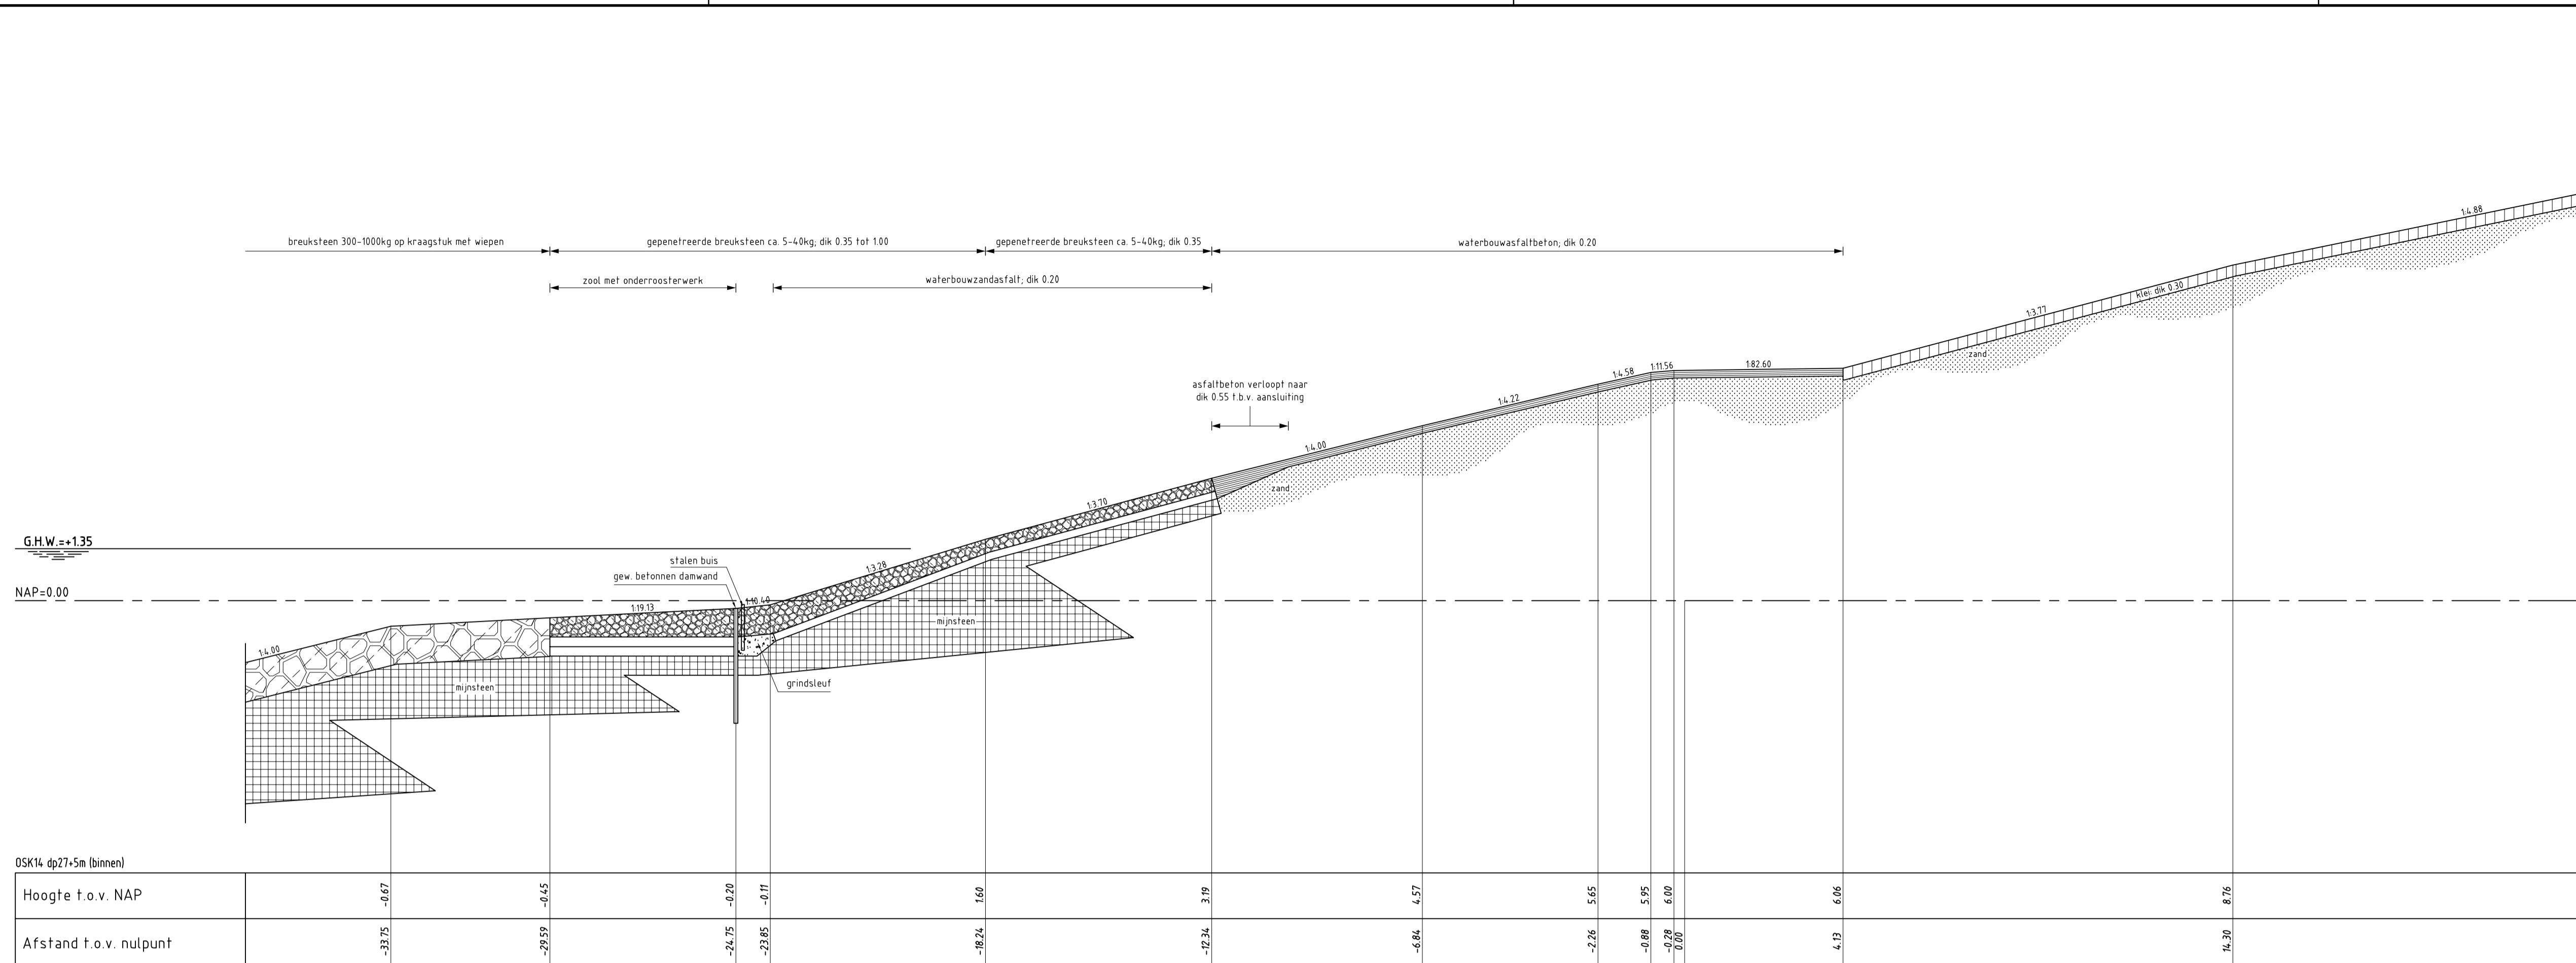 1:4.88
breuksteen 300-1000kg op kraagstuk met wiepen
gepenetreerde breuksteen ca. 5-40kg; dik 0.35 tot 1.00
gepenetreerde breuksteen ca. 5-40kg; dik 0.35
waterbouwasfaltbeton; dik 0.20
zool met onderroosterwerk
waterbouwzandasfalt; dik 0.20
klei: dik 0.30
1:3.77
zand
asfaltbeton verloopt naar
dik 0.55 t.b.v. aansluiting
1:4.58
1:11.56
1:82.60
1:4.22
1:4.00
zand
1:3.70
G.H.W.=+1.35
stalen buis
gew. betonnen damwand
1:3.28
NAP=0.00
1:19.13
1:10.40
mijnsteen
1:4.00
mijnsteen
grindsleuf
OSK14 dp27+5m (binnen)
Hoogte t.o.v. NAP
-0.67
-0.45
-0.20
-0.11
1.60
3.19
4.57
5.65
5.95
6.00
6.06
8.76
Afstand t.o.v. nulpunt
-33.75
-29.59
-24.75
-23.85
-18.24
-12.34
-6.84
-2.26
-0.88
-0.28
0.00
4.13
14.30